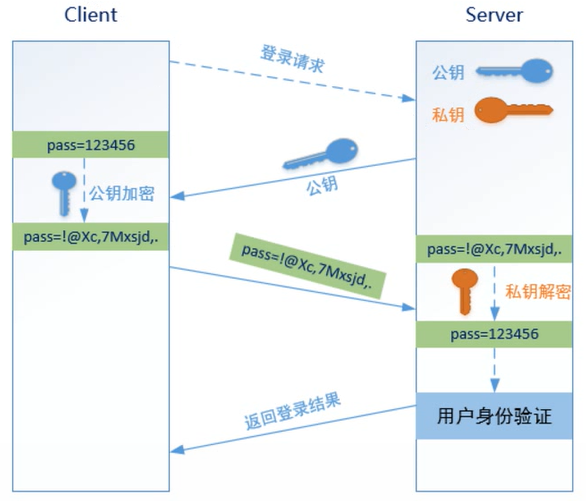 Client
Server
登录请求
公钥
私钥
pass=123456
公钥
公钥加密
pass=!@Xc,7Mxsjd,.
pass=!@Xc,7Mxsjd,.
pass=!@Xc,7Mxsjd,.
私钥解密
pass=123456
返回登录结果
用户身份验证